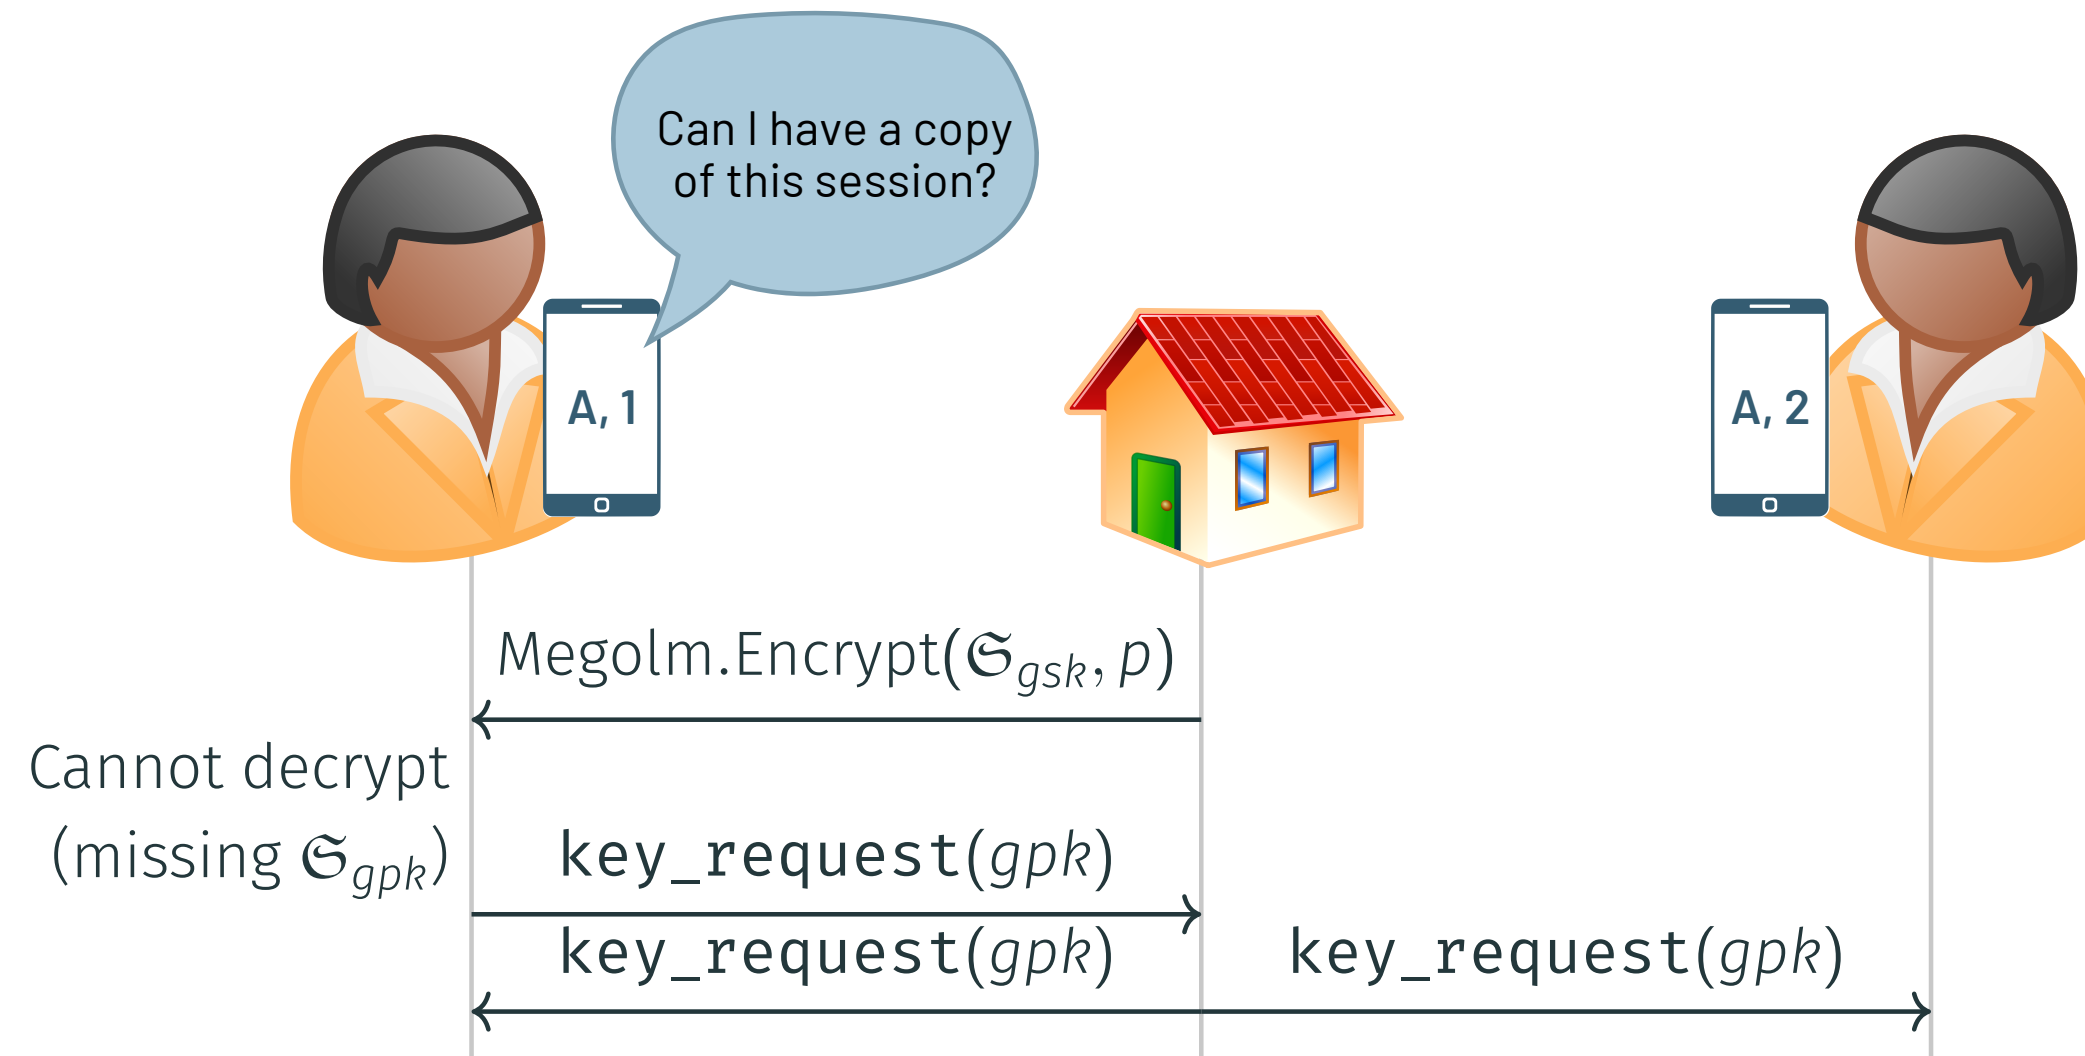 Can I have a copy
of this session?
A, 1
A, 2
Megolm.Encrypt(𝔖gsk, p)
Cannot decrypt
(missing 𝔖gpk)
key_request(gpk)
key_request(gpk)
key_request(gpk)